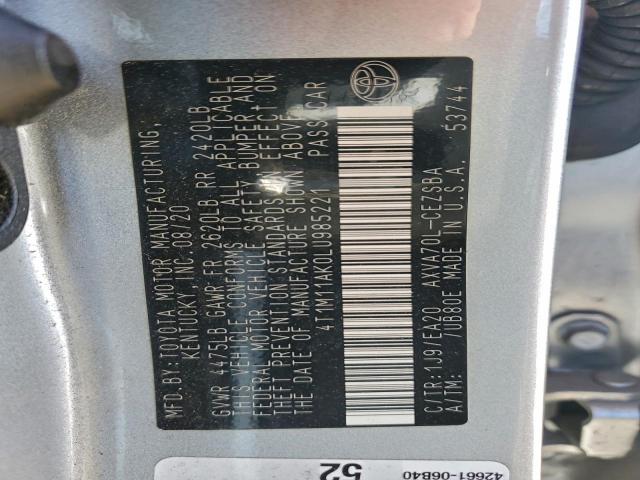 MFD. BY: TOYOTA MOTOR MANUFACTURING,
KENTUCKY, INC. 08/20
GVWR 4475LB GAWR FR 2620LB RR 2420LB
THIS VEHICLE CONFORMS TO ALL APPLICABLE
FEDERAL MOTOR VEHICLE SAFETY, BUMPER AND
THEFT PREVENTION STANDARDS IN EFFECT ON
THE DATE OF MANUFACTURE SHOWN ABOVE.
4T1M11AK0LU985221 PASS. CAR
C/TR:1J9/EA20 AXVA70L-CEZSBA
A/TM: /UB80E MADE IN U.S.A. 53744
42661-06B40
52